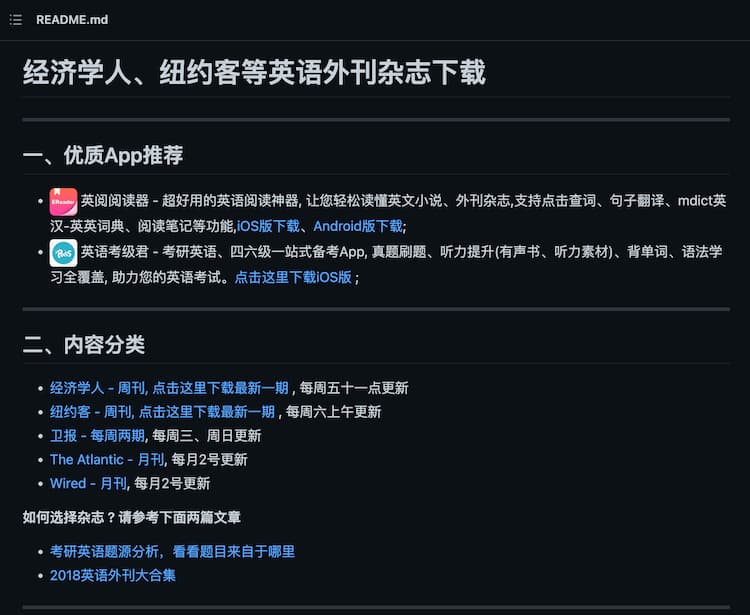 README.md
经济学人、纽约客等英语外刊杂志下载
一、优质App推荐
EReader 英阅阅读器 - 超好用的英语阅读神器, 让您轻松读懂英文小说、外刊杂志,支持点击查词、句子翻译、mdict英
汉-英英词典、阅读笔记等功能,iOS版下载、Android版下载;
英语考级君 - 考研英语、四六级一站式备考App, 真题刷题、听力提升(有声书、听力素材)、背单词、语法学
习全覆盖, 助力您的英语考试。点击这里下载iOS版 ;
二、内容分类
经济学人 - 周刊, 点击这里下载最新一期 , 每周五十一点更新
纽约客 - 周刊, 点击这里下载最新一期 , 每周六上午更新
卫报 - 每周两期, 每周三、周日更新
The Atlantic - 月刊, 每月2号更新
Wired - 月刊, 每月2号更新
如何选择杂志？请参考下面两篇文章
考研英语题源分析，看看题目来自于哪里
2018英语外刊大合集